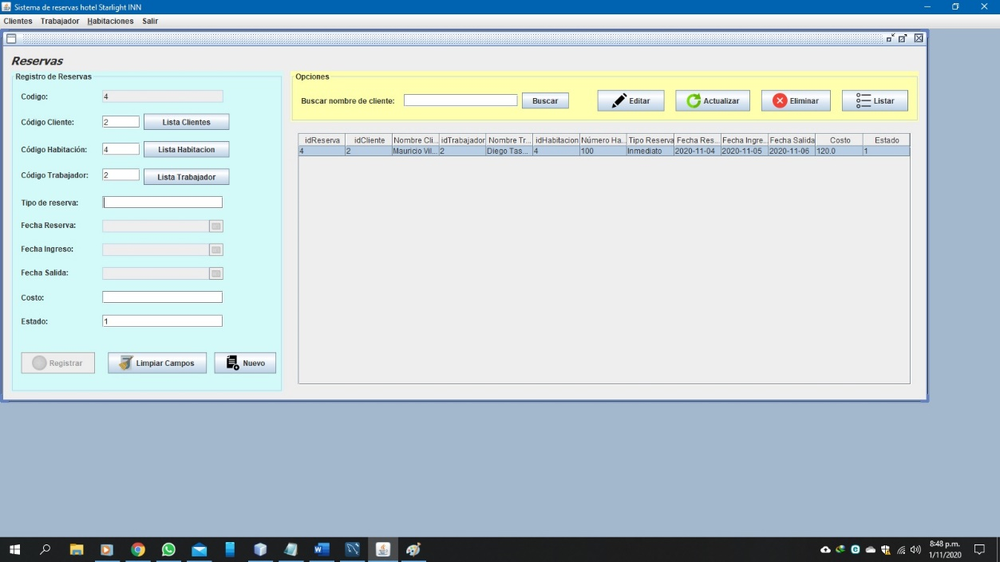 Sistema de reservas hotel Starlight INN
Clientes Trabajador Habitaciones Salir
Reservas
Registro de Reservas
Codigo: 4
Código Cliente: 2 Lista Clientes
Código Habitación: 4 Lista Habitacion
Código Trabajador: 2 Lista Trabajador
Tipo de reserva:
Fecha Reserva:
Fecha Ingreso:
Fecha Salida:
Costo:
Estado: 1
Registrar Limpiar Campos Nuevo
Opciones
Buscar nombre de cliente: Buscar Editar Actualizar Eliminar Listar
idReserva idCliente Nombre Cli... idTrabajador Nombre Tr... idHabitacion Número Ha... Tipo Reserva Fecha Res... Fecha Ingre... Fecha Salida Costo Estado
4 2 Mauricio Vil... 2 Diego Tas... 4 100 Inmediato 2020-11-04 2020-11-05 2020-11-06 120.0 1
8:48 p.m.
1/11/2020